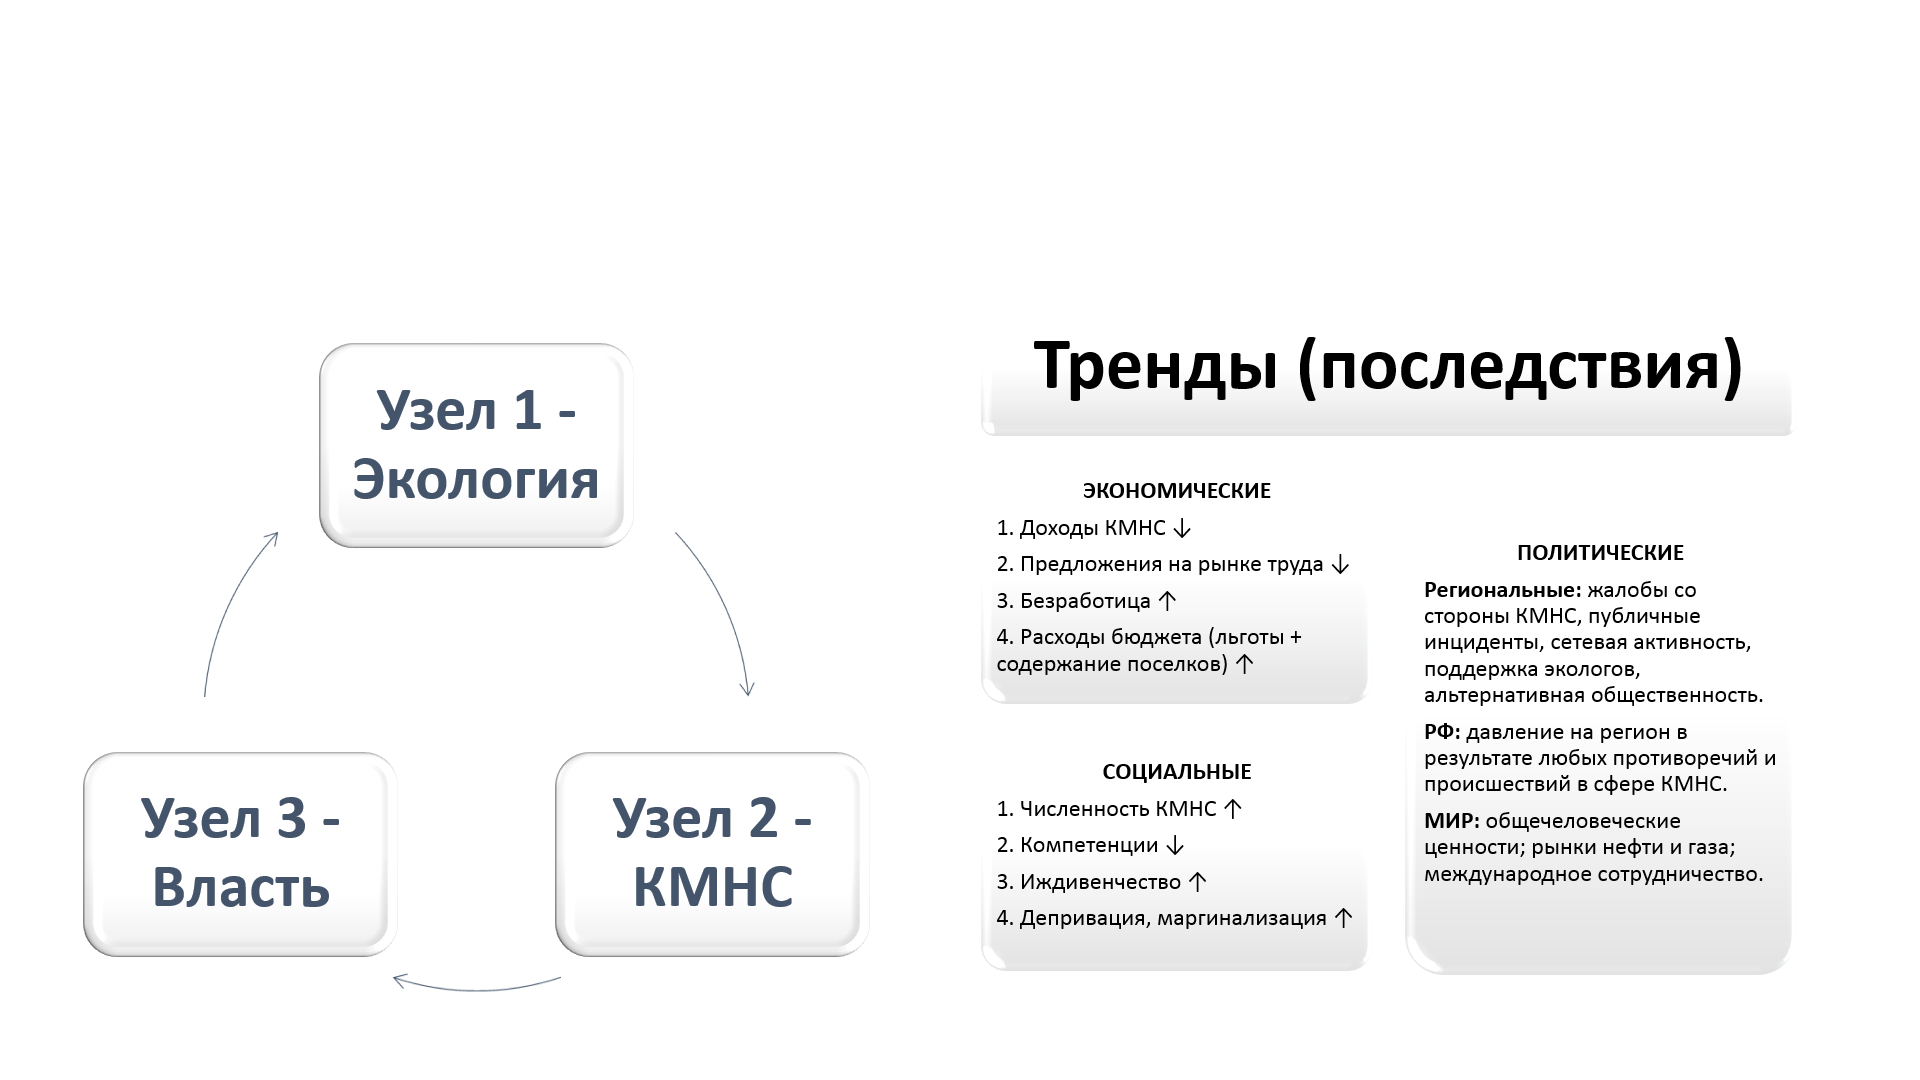 Узел 1 -
Экология
Узел 3 -
Власть
Узел 2 -
КМНС
Тренды (последствия)
ЭКОНОМИЧЕСКИЕ
1. Доходы КМНС ↓
2. Предложения на рынке труда ↓
3. Безработица ↑
4. Расходы бюджета (льготы +
содержание поселков) ↑
СОЦИАЛЬНЫЕ
1. Численность КМНС ↑
2. Компетенции ↓
3. Иждивенчество ↑
4. Депривация, маргинализация ↑
ПОЛИТИЧЕСКИЕ
Региональные: жалобы со
стороны КМНС, публичные
инциденты, сетевая активность,
поддержка экологов,
альтернативная общественность.
РФ: давление на регион в
результате любых противоречий и
происшествий в сфере КМНС.
МИР: общечеловеческие
ценности; рынки нефти и газа;
международное сотрудничество.